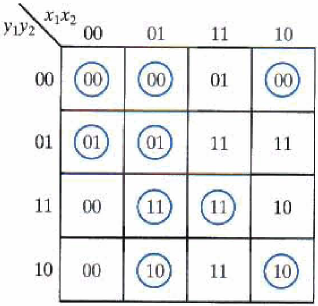 x₁x₂
y₁y₂ 00 01 11 10
00 00 00 01 00
01 01 01 11 11
11 00 11 11 10
10 00 10 11 10